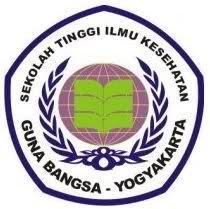 SEKOLAH TINGGI ILMU KESEHATAN
GUNA BANGSA - YOGYAKARTA